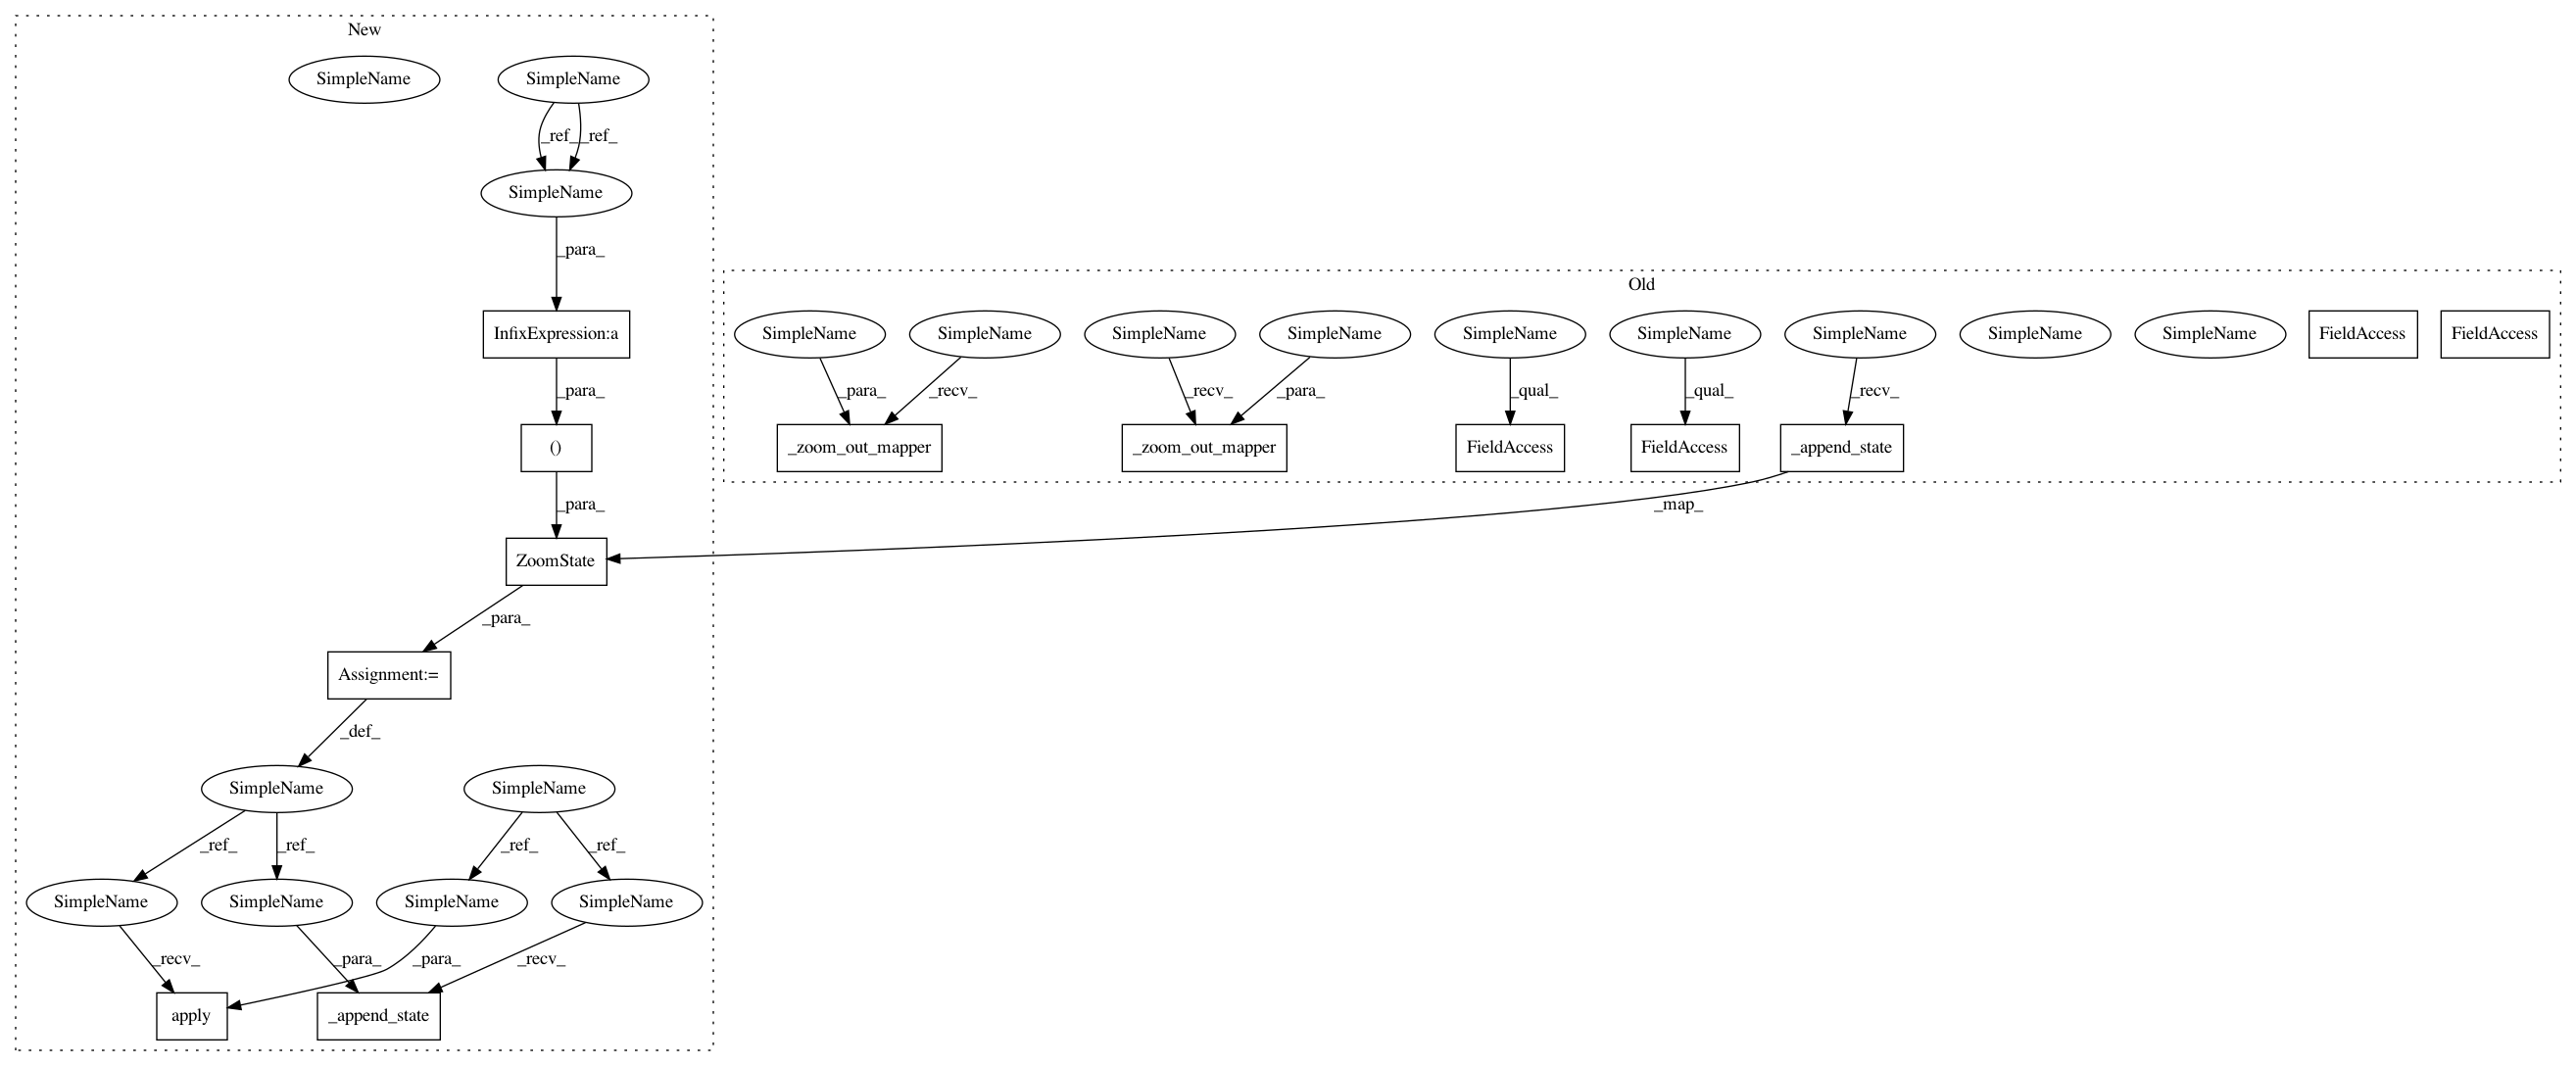 New
SimpleName
SimpleName
_ref_
_ref_
SimpleName
_para_
Old
InfixExpression:a
SimpleName
SimpleName
SimpleName
SimpleName
SimpleName
SimpleName
SimpleName
SimpleName
SimpleName
FieldAccess
FieldAccess
_para_
_para_
_recv_
_recv_
_para_
_qual_
_qual_
_recv_
()
_zoom_out_mapper
_zoom_out_mapper
FieldAccess
FieldAccess
_append_state
_para_
_map_
ZoomState
_para_
Assignment:=
_def_
SimpleName
SimpleName
_ref_
_ref_
_ref_
_ref_
SimpleName
SimpleName
SimpleName
SimpleName
_recv_
_para_
_para_
_recv_
apply
_append_state